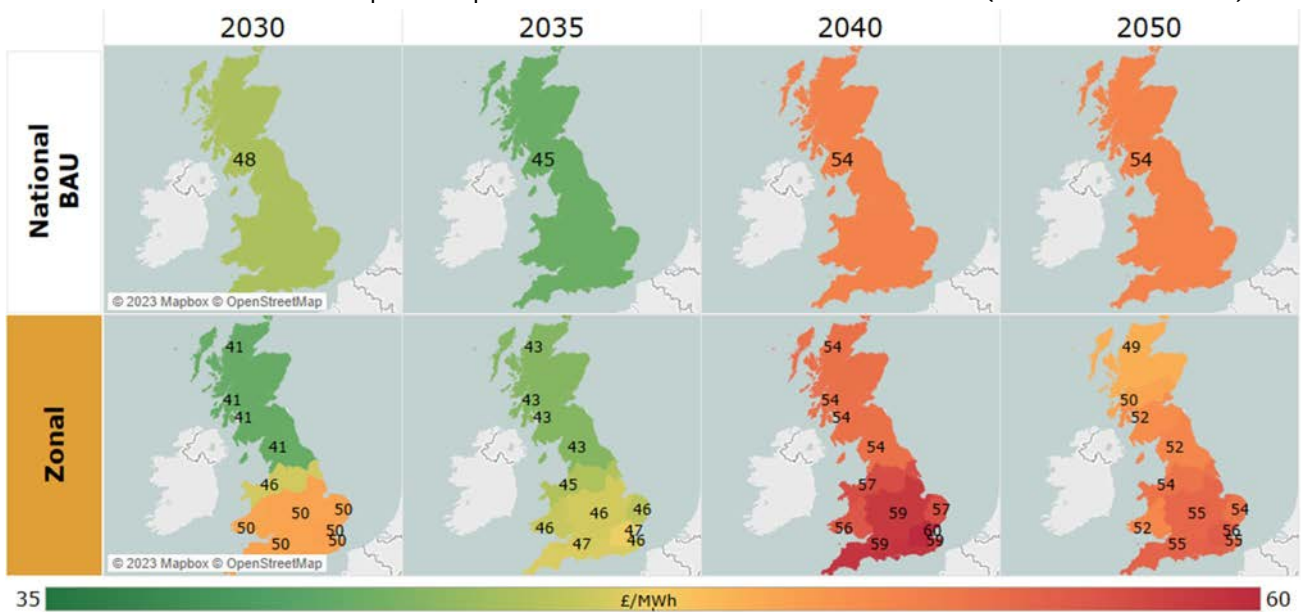 2030 2035 2040 2050
National
BAU
48 45 54 54
© 2023 Mapbox © OpenStreetMap
Zonal
41 43 54 49
41 43 54 50
41 43 54 52
41 43 54 52
46 45 57 54
50 50 46 46 59 57 55 54
50 50 46 47 56 60 52 56
50 50 47 46 59 59 55 55
© 2023 Mapbox © OpenStreetMap
35 £/MWh 60